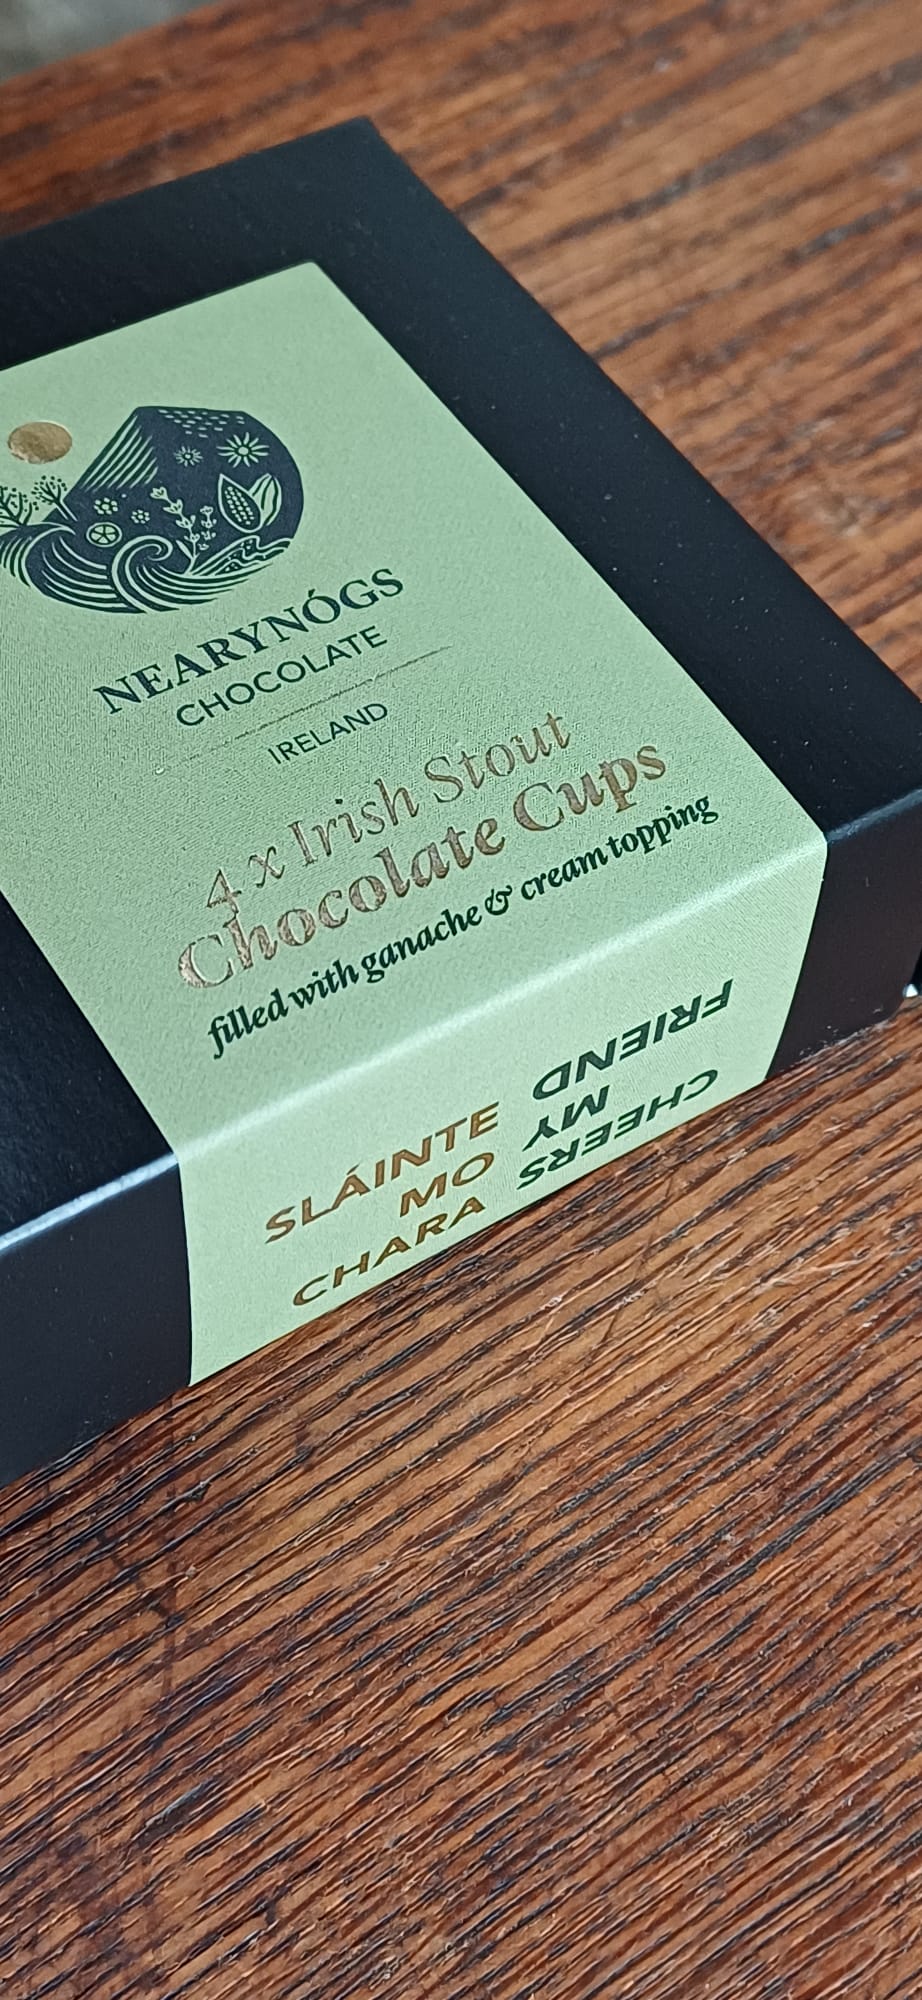 NEARYNÓGS
CHOCOLATE
IRELAND
4 x Irish Stout
Chocolate Cups
filled with ganache & cream topping
SLÁINTE
MO
CHARA
CHEERS
MY
FRIEND